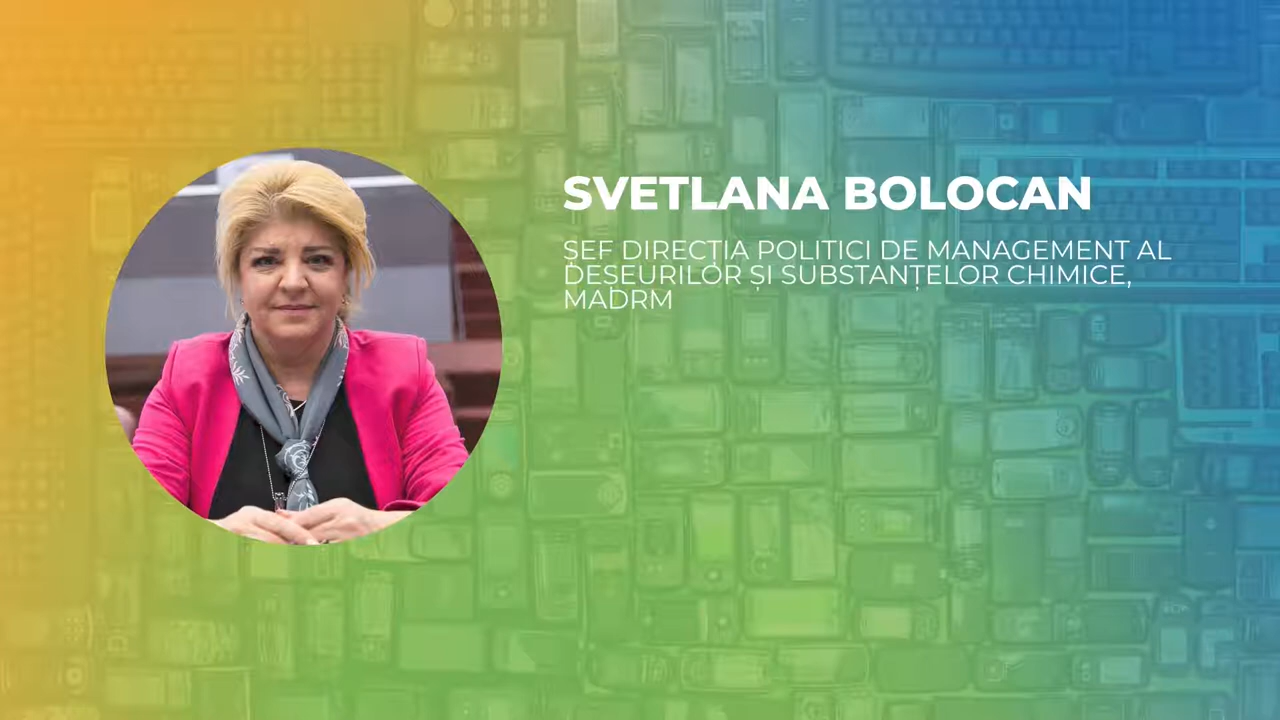 SVETLANA BOLOCAN
ȘEF DIRECȚIA POLITICI DE MANAGEMENT AL
DEȘEURILOR ȘI SUBSTANȚELOR CHIMICE,
MADRM